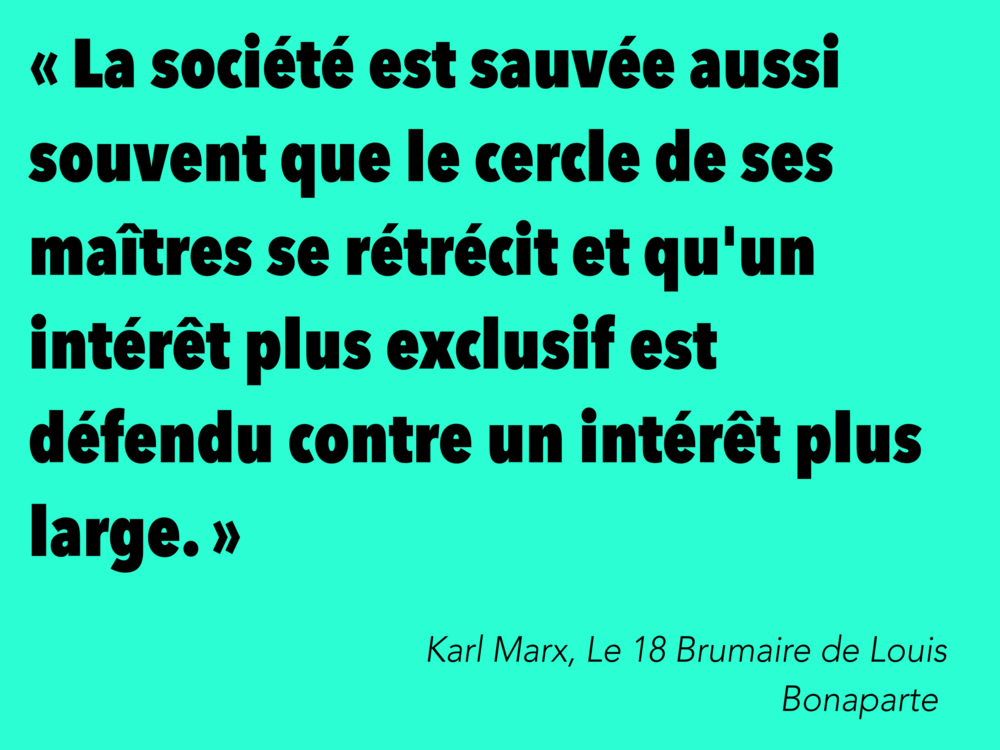 « La société est sauvée aussi
souvent que le cercle de ses
maîtres se rétrécit et qu'un
intérêt plus exclusif est
défendu contre un intérêt plus
large. »
Karl Marx, Le 18 Brumaire de Louis
Bonaparte